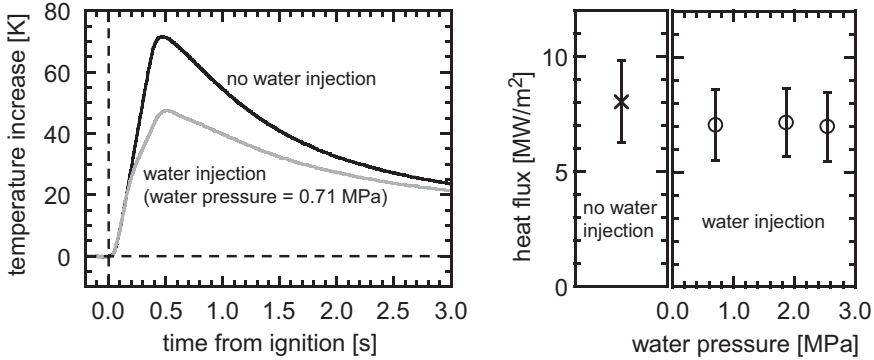 temperature increase [K]
80
60
40
20
0
no water injection
water injection
(water pressure = 0.71 MPa)
0.0 0.5 1.0 1.5 2.0 2.5 3.0
time from ignition [s]
heat flux [MW/m²]
10
5
0
no water
injection
water injection
0.0 1.0 2.0 3.0
water pressure [MPa]